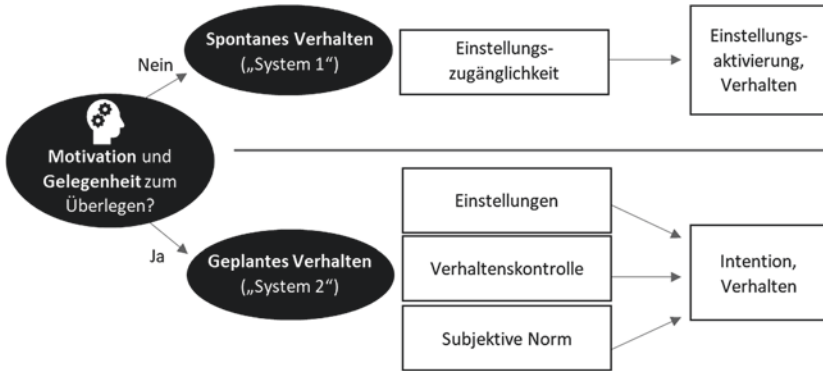 Nein
Spontanes Verhalten
(„System 1“)
Einstellungs-
zugänglichkeit
Einstellungs-
aktivierung,
Verhalten
Motivation und
Gelegenheit zum
Überlegen?
Ja
Geplantes Verhalten
(„System 2“)
Einstellungen
Verhaltenskontrolle
Subjektive Norm
Intention,
Verhalten